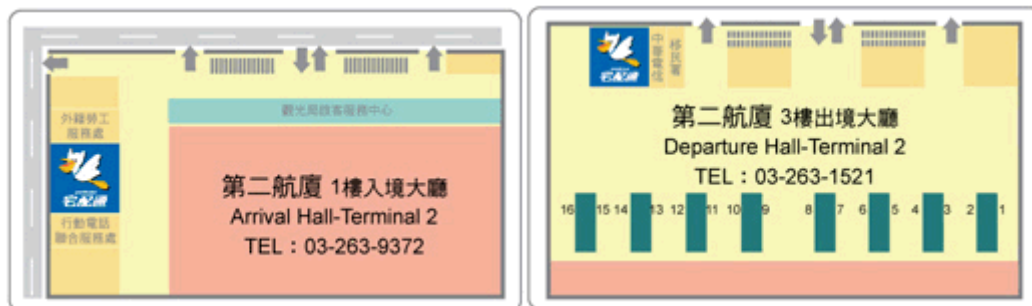 觀光局旅客服務中心
外籍勞工
服務處
宅配通
行動電話
聯合服務處
第二航廈 1樓入境大廳
Arrival Hall-Terminal 2
TEL：03-263-9372
宅配通
中華電信
移民署
第二航廈 3樓出境大廳
Departure Hall-Terminal 2
TEL：03-263-1521
16 15 14 13 12 11 10 9 8 7 6 5 4 3 2 1